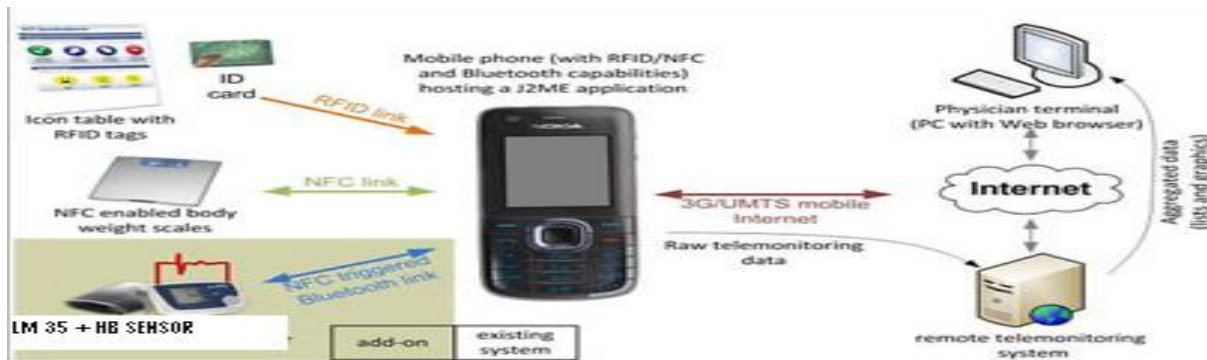 ID
card
Icon table with
RFID tags
RFID link
Mobile phone (with RFID/NFC
and Bluetooth capabilities)
hosting a J2ME application
NOKIA
NFC enabled body
weight scales
NFC link
NFC triggered
Bluetooth link
LM 35 + HB SENSOR
add-on
existing
system
3G/UMTS mobile
Internet
Raw telemonitoring
data
Physician terminal
(PC with Web browser)
Internet
Aggregated data
(lists and graphics)
remote telemonitoring
system